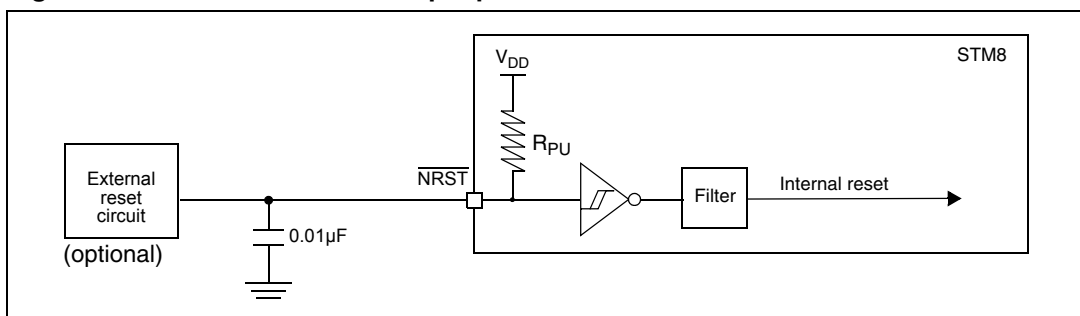 STM8
VDD
RPU
NRST
External
reset
circuit
(optional)
0.01µF
Filter
Internal reset